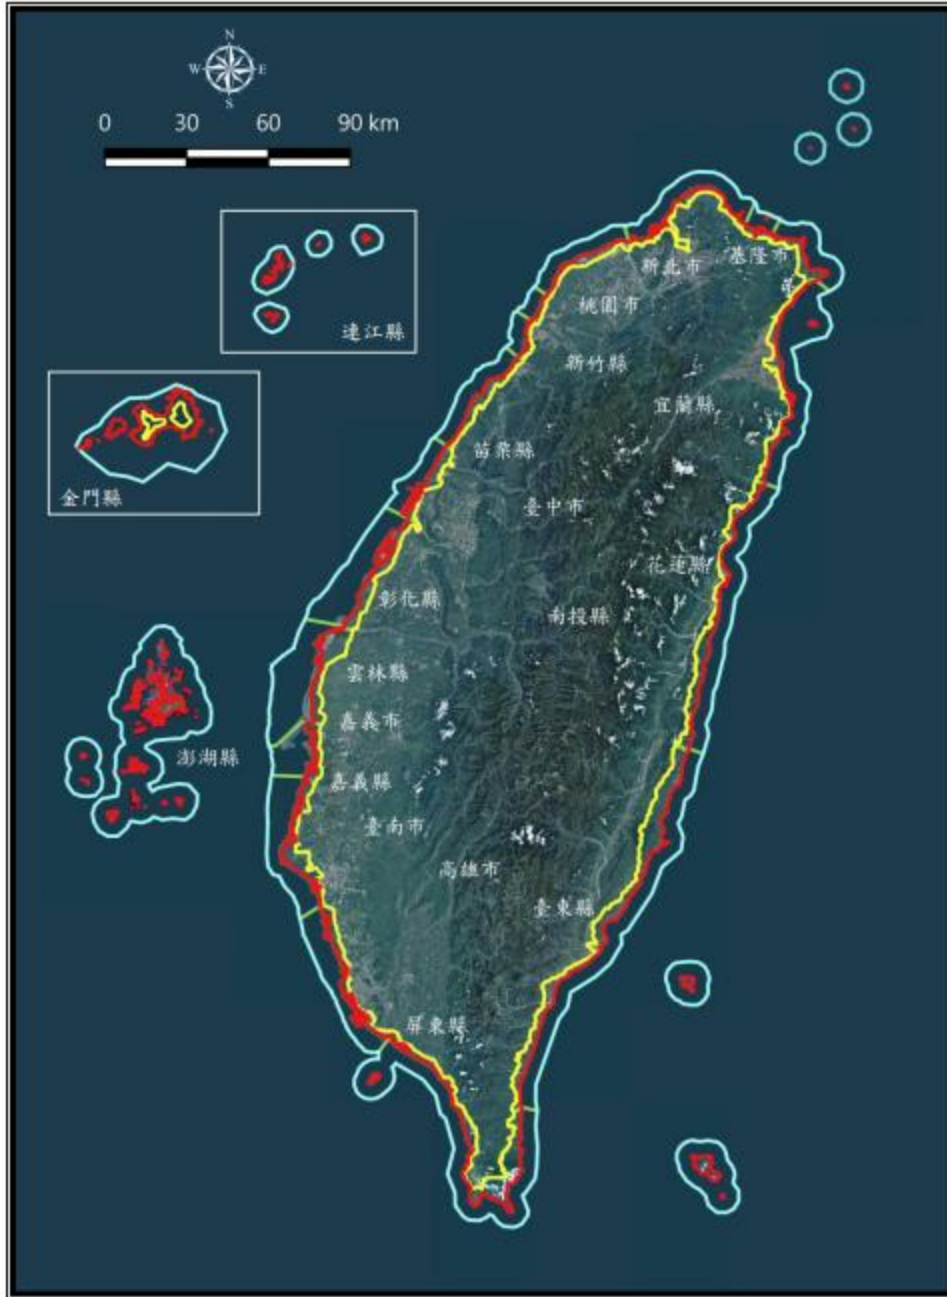 N
W E
S
0 30 60 90 km
基隆市
新北市
桃園市
連江縣
新竹縣
宜蘭縣
苗栗縣
金門縣
臺中市
花蓮縣
彰化縣
南投縣
雲林縣
嘉義市
澎湖縣
嘉義縣
臺南市
高雄市
臺東縣
屏東縣